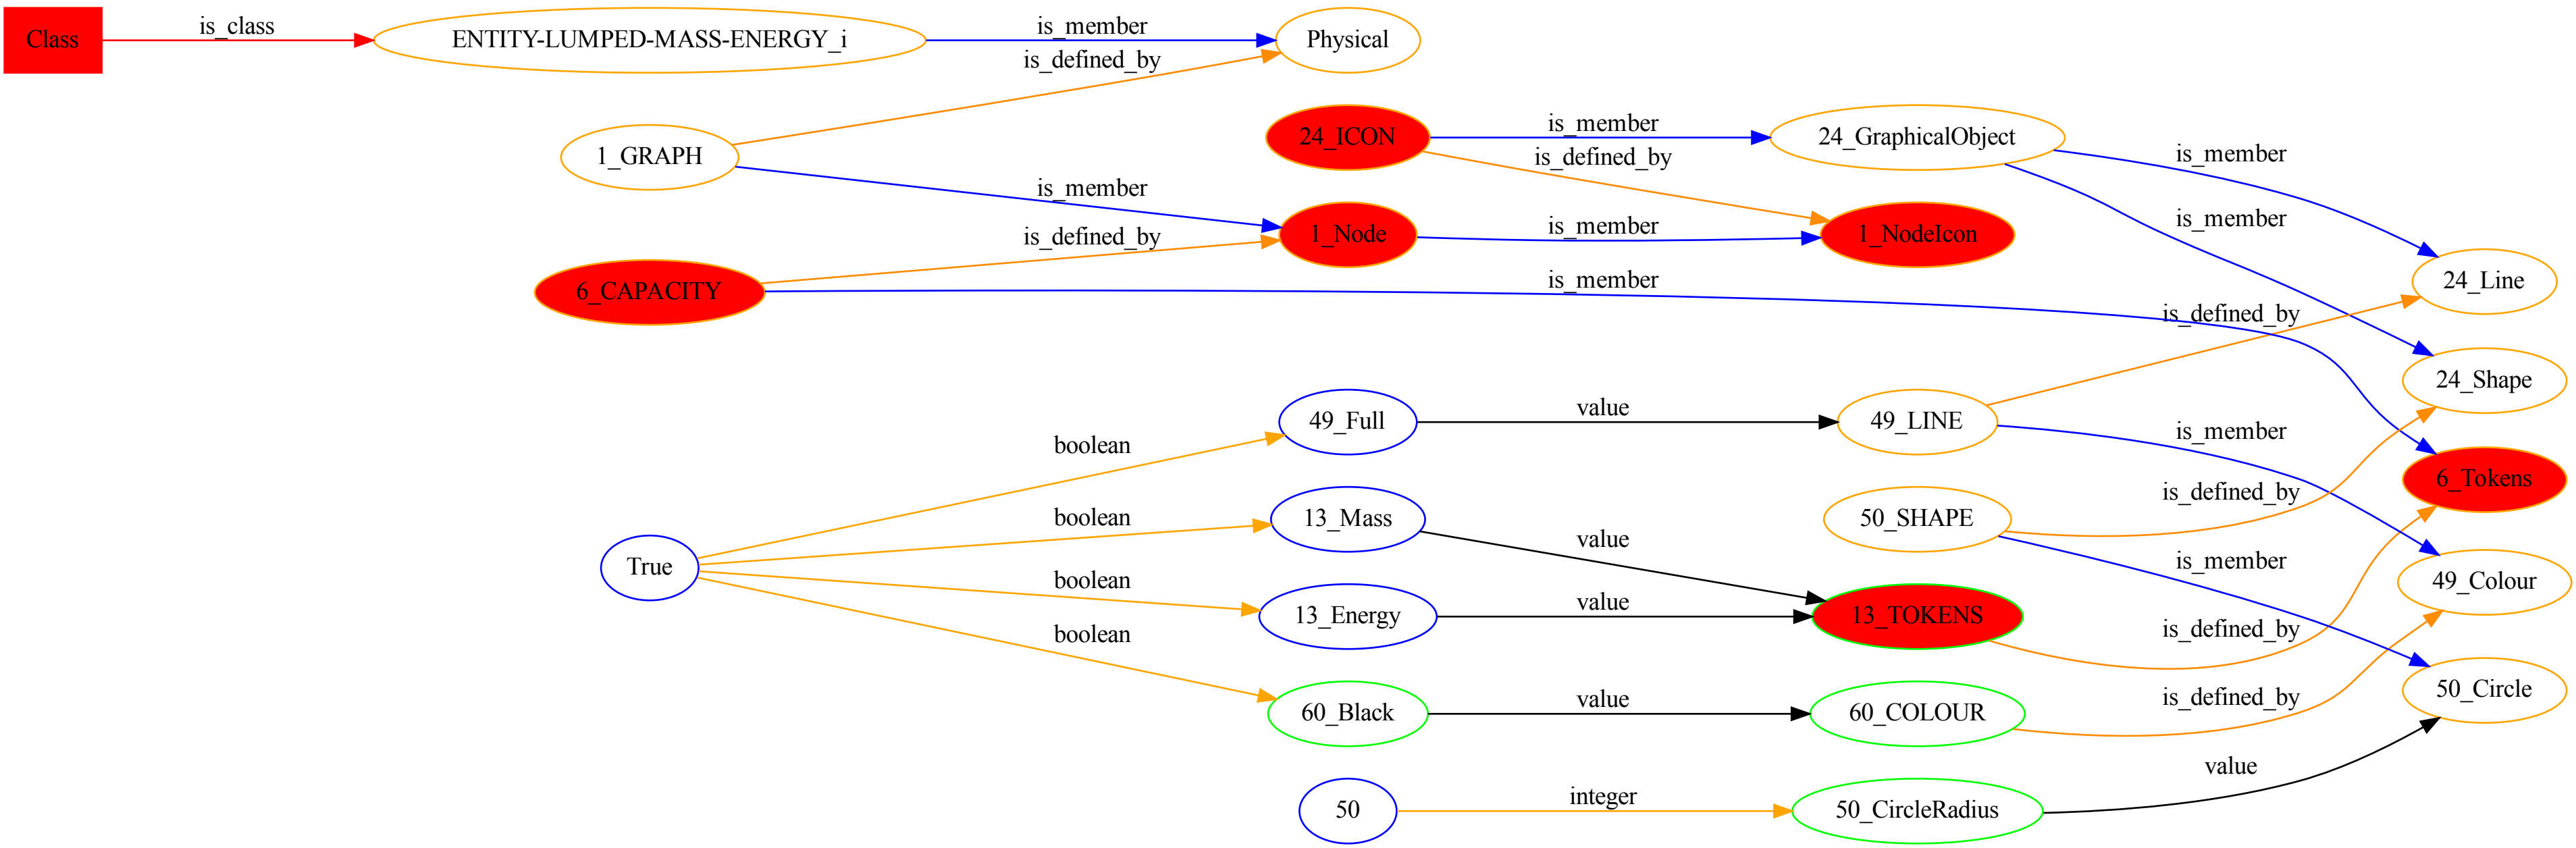 Class
is_class
ENTITY-LUMPED-MASS-ENERGY_i
is_member
Physical
is_defined_by
1_GRAPH
is_member
24_ICON
is_member
24_GraphicalObject
is_defined_by
is_member
is_member
1_Node
is_member
1_NodeIcon
is_defined_by
6_CAPACITY
is_member
24_Line
is_defined_by
24_Shape
49_Full
value
49_LINE
is_member
boolean
6_Tokens
is_defined_by
13_Mass
50_SHAPE
boolean
value
is_member
True
49_Colour
boolean
13_Energy
value
13_TOKENS
is_defined_by
boolean
60_Black
value
60_COLOUR
is_defined_by
50_Circle
value
50
integer
50_CircleRadius